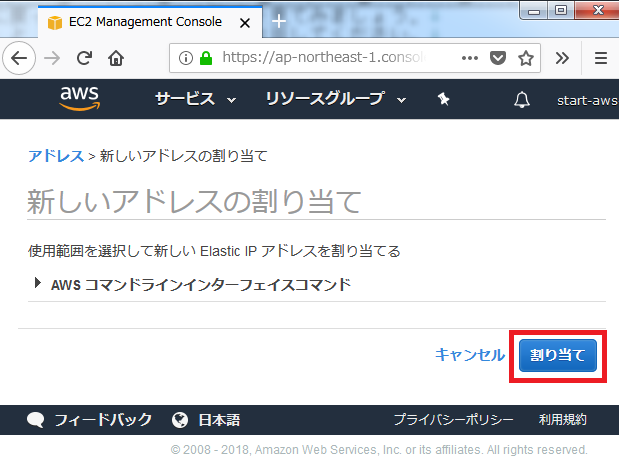 EC2 Management Console
https://ap-northeast-1.consol
aws
サービス
リソースグループ
start-aws
アドレス > 新しいアドレスの割り当て
新しいアドレスの割り当て
使用範囲を選択して新しい Elastic IP アドレスを割り当てる
AWS コマンドラインインターフェイスコマンド
キャンセル
割り当て
フィードバック
日本語
プライバシーポリシー
利用規約
© 2008 - 2018, Amazon Web Services, Inc. or its affiliates. All rights reserved.